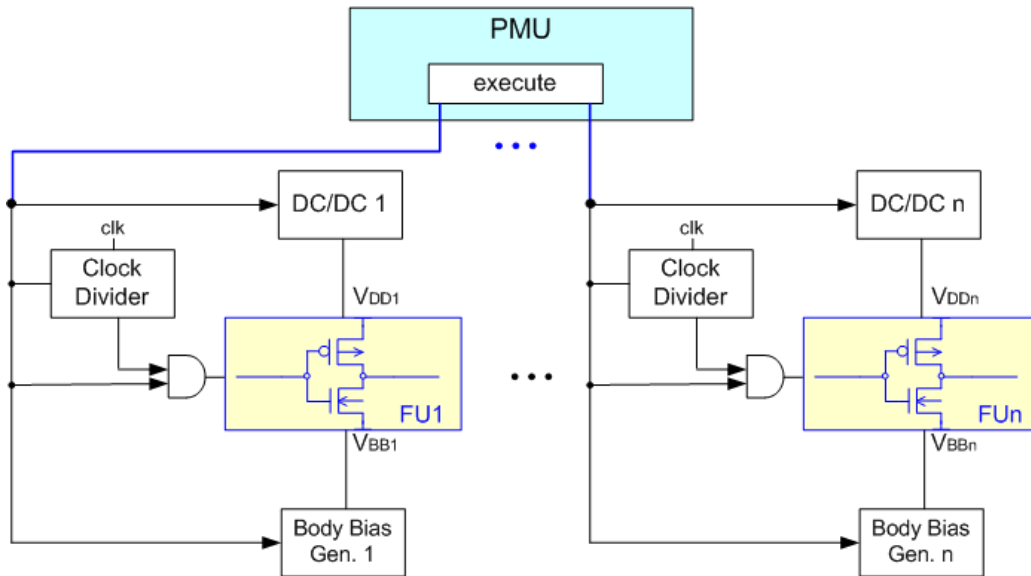 PMU
execute
...
DC/DC 1
DC/DC n
clk
clk
Clock
Divider
Clock
Divider
VDD1
VDDn
...
FU1
FUn
VBB1
VBBn
Body Bias
Gen. 1
Body Bias
Gen. n